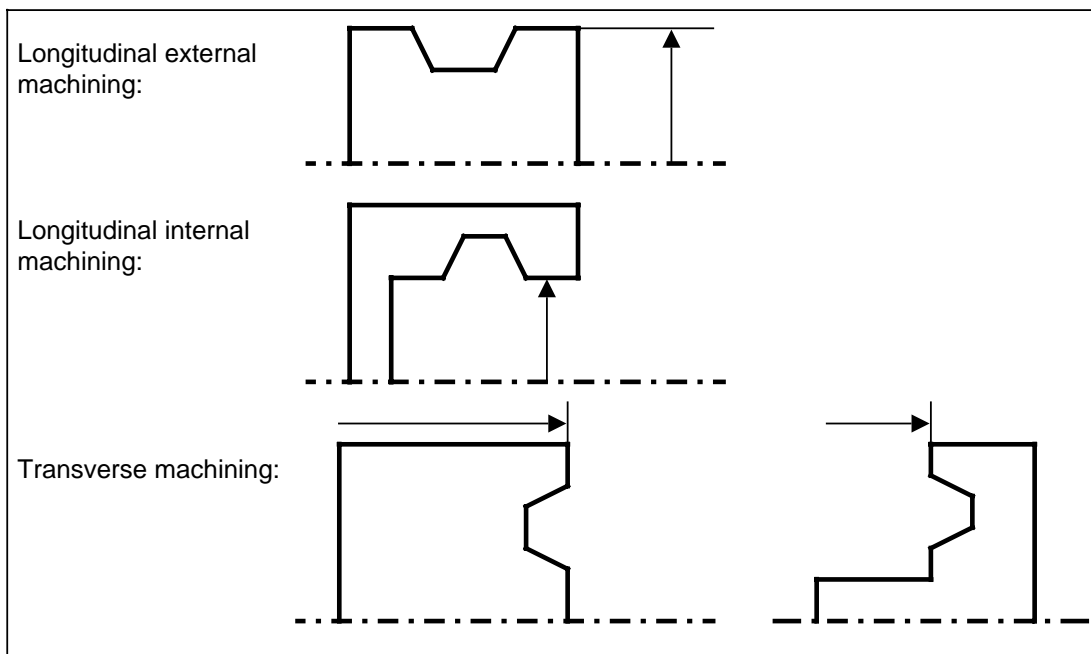 Longitudinal external
machining:
Longitudinal internal
machining:
Transverse machining: